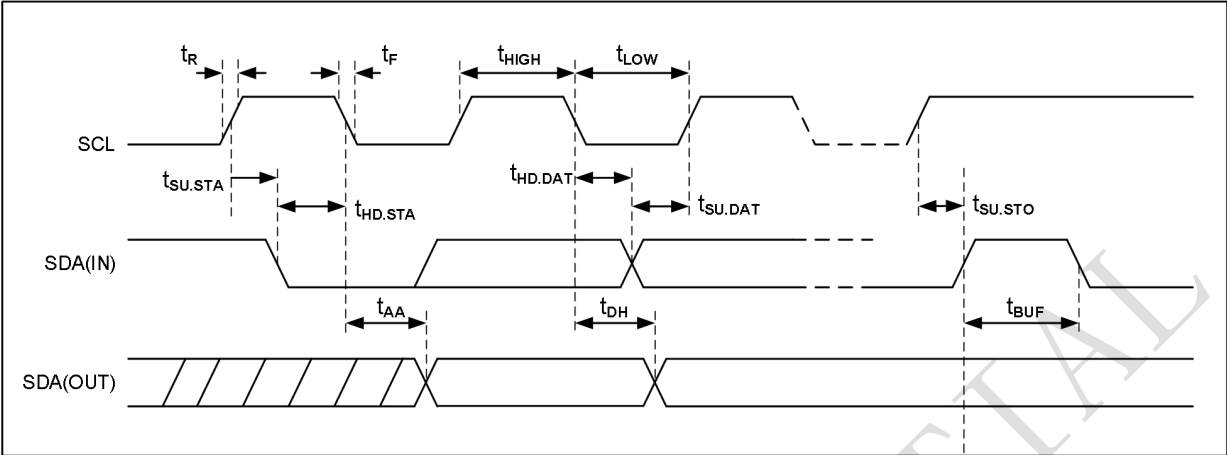 tR
tF
tHIGH
tLOW
SCL
tSU.STA
tHD.STA
tHD.DAT
tSU.DAT
tSU.STO
SDA(IN)
tAA
tDH
tBUF
SDA(OUT)
TIAL